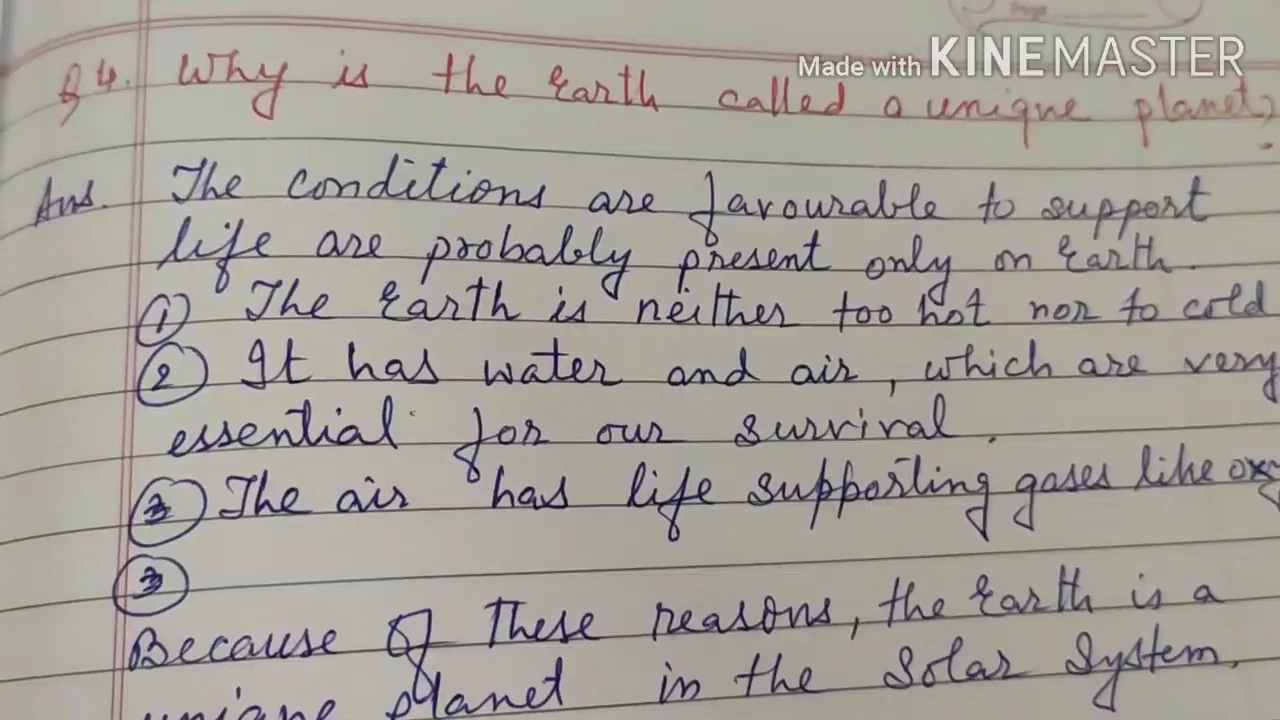 Made with KINEMASTER
Q4. Why is the Earth called a unique planet?
Ans. The conditions are favourable to support
life are probably present only on Earth.
① The Earth is neither too hot nor to cold
② It has water and air, which are very
essential for our survival.
③ The air has life supporting gases like oxy
③
Because of These reasons, the Earth is a
unique planet in the Solar System.